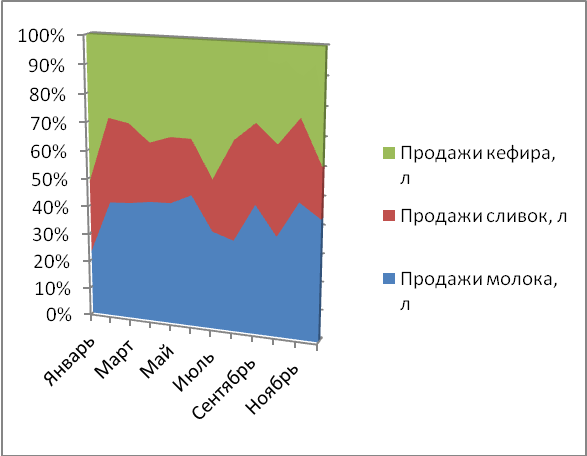 100%
90%
80%
70%
60%
50%
40%
30%
20%
10%
0%
Январь
Март
Май
Июль
Сентябрь
Ноябрь
Продажи кефира,
л
Продажи сливок, л
Продажи молока,
л